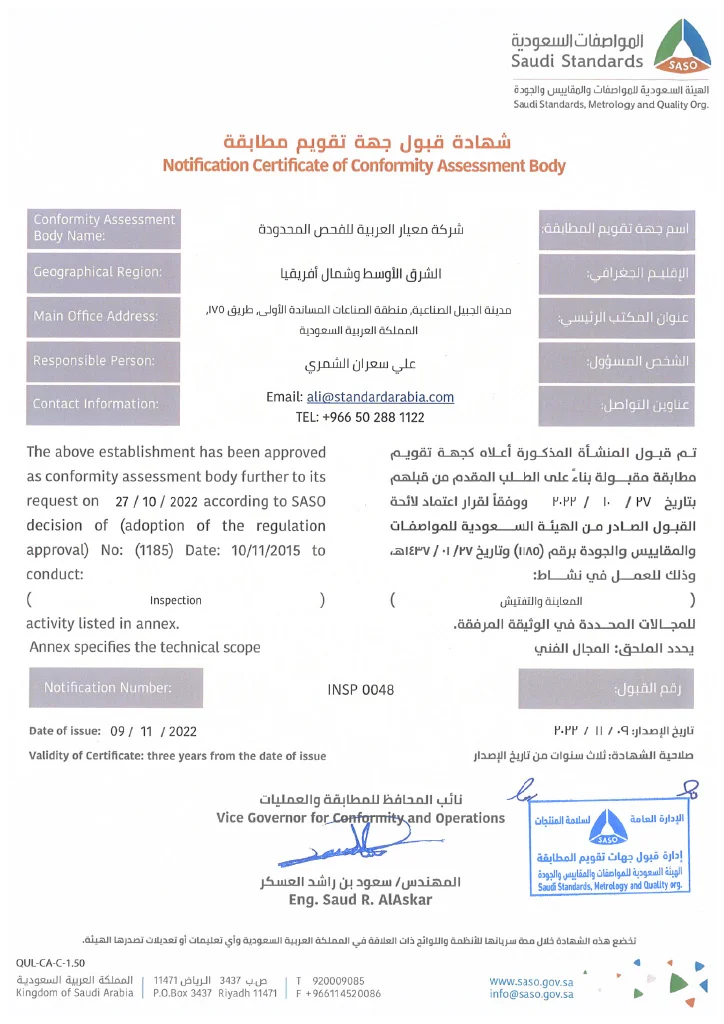 المواصفات السعودية
Saudi Standards
SASO
الهيئة السعودية للمواصفات والمقاييس والجودة
Saudi Standards, Metrology and Quality Org.
شهادة قبول جهة تقويم مطابقة
Notification Certificate of Conformity Assessment Body
Conformity Assessment Body Name: شركة معيار العربية للفحص المحدودة اسم جهة تقويم المطابقة:
Geographical Region: الشرق الأوسط وشمال أفريقيا الإقليم الجغرافي:
Main Office Address: مدينة الجبيل الصناعية, منطقة الصناعات المساندة الأولى, طريق ١٧٥, عنوان المكتب الرئيسي:
المملكة العربية السعودية
Responsible Person: علي سعران الشمري الشخص المسؤول:
Contact Information: Email: ali@standardarabia.com عناوين التواصل:
TEL: +966 50 288 1122
The above establishment has been approved
as conformity assessment body further to its
request on 27 / 10 / 2022 according to SASO
decision of (adoption of the regulation
approval) No: (1185) Date: 10/11/2015 to
conduct:
( Inspection )
activity listed in annex.
Annex specifies the technical scope
تم قبول المنشأة المذكورة أعلاه كجهة تقويم
مطابقة مقبولة بناءً على الطلب المقدم من قبلهم
بتاريخ ٢٧ / ١٠ / ٢٠٢٢ ووفقاً لقرار اعتماد لائحة
القبول الصادر من الهيئة السعودية للمواصفات
والمقاييس والجودة برقم (١١٨٥) وتاريخ ٢٧/ ٠١ / ١٤٣٧هـ,
وذلك للعمل في نشاط:
( المعاينة والتفتيش )
للمجالات المحددة في الوثيقة المرفقة.
يحدد الملحق: المجال الفني
Notification Number: INSP 0048 رقم القبول:
Date of issue: 09 / 11 / 2022 تاريخ الإصدار: ٠٩ / ١١ / ٢٠٢٢
Validity of Certificate: three years from the date of issue صلاحية الشهادة: ثلاث سنوات من تاريخ الإصدار
نائب المحافظ للمطابقة والعمليات
Vice Governor for Conformity and Operations
المهندس/ سعود بن راشد العسكر
Eng. Saud R. AlAskar
الإدارة العامة لسلامة المنتجات
SASO
إدارة قبول جهات تقويم المطابقة
الهيئة السعودية للمواصفات والمقاييس والجودة
Saudi Standards, Metrology and Quality org.
تخضع هذه الشهادة خلال مدة سريانها للأنظمة واللوائح ذات العلاقة في المملكة العربية السعودية وأي تعليمات أو تعديلات تصدرها الهيئة.
QUL-CA-C-1.50
المملكة العربية السعودية ص.ب 3437 الرياض 11471 T 920009085 www.saso.gov.sa
Kingdom of Saudi Arabia P.O.Box 3437 Riyadh 11471 F +966114520086 info@saso.gov.sa